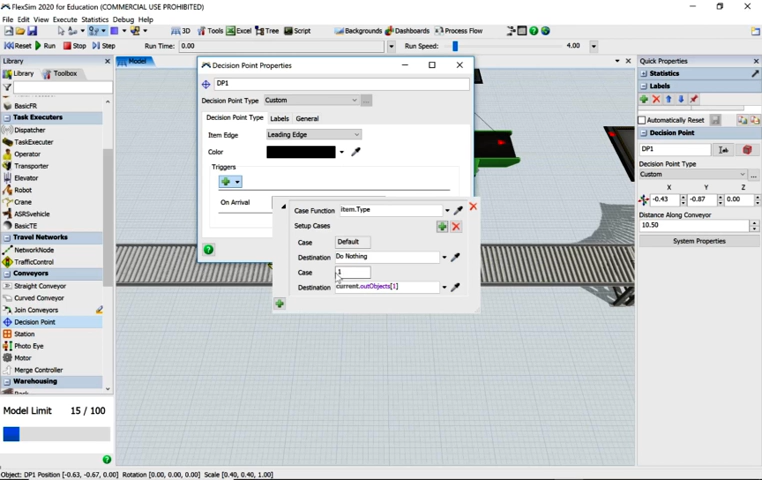 FlexSim 2020 for Education (COMMERCIAL USE PROHIBITED)
File Edit View Execute Statistics Debug Help
3D Tools Excel Tree Script Backgrounds Dashboards Process Flow
Reset Run Stop Step Run Time: 0.00 Run Speed: 4.00
Library
Library Toolbox
BasicFR
Task Executers
Dispatcher
TaskExecuter
Operator
Transporter
Elevator
Robot
Crane
ASRSvehicle
BasicTE
Travel Networks
NetworkNode
TrafficControl
Conveyors
Straight Conveyor
Curved Conveyor
Join Conveyors
Decision Point
Station
Photo Eye
Motor
Merge Controller
Warehousing
Model Limit 15 / 100
Model
Decision Point Properties
DP1
Decision Point Type Custom
Decision Point Type Labels General
Item Edge Leading Edge
Color
Triggers
On Arrival
Case Function item.Type
Setup Cases
Case Default
Destination Do Nothing
Case 1
Destination current.outObjects[1]
Quick Properties
Statistics
Labels
Automatically Reset
Decision Point
DP1
Decision Point Type
Custom
X Y Z
-0.43 -0.87 0.00
Distance Along Conveyor
10.50
System Properties
Object: DP1 Position [-0.63, -0.67, 0.00] Rotation [0.00, 0.00, 0.00] Scale [0.40, 0.40, 1.00]